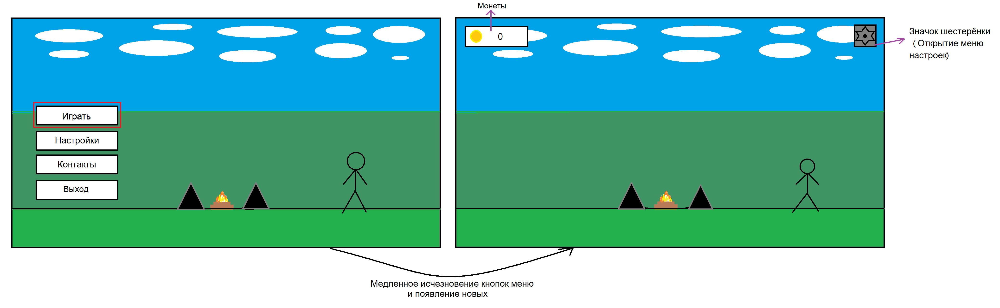 Монеты
0
Значок шестерёнки
( Открытие меню
настроек)
Играть
Настройки
Контакты
Выход
Медленное исчезновение кнопок меню
и появление новых